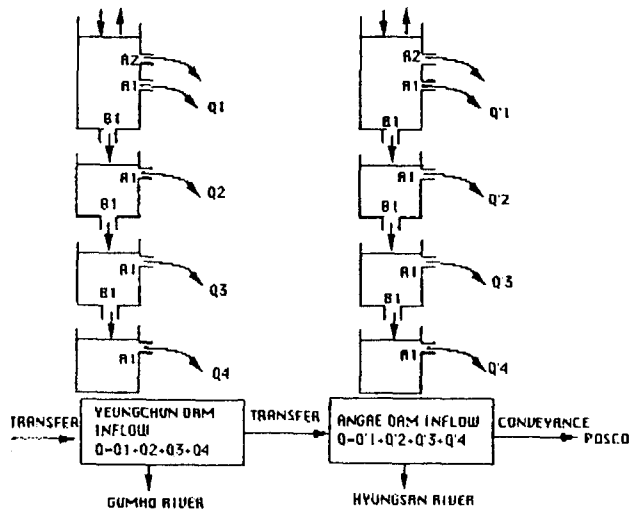 A2
A1
Q1
B1
A1
Q2
B1
A1
Q3
B1
A1
Q4
A2
A1
Q'1
B1
A1
Q'2
B1
A1
Q'3
B1
A1
Q'4
TRANSFER
YEUNGCHUN DAM
INFLOW
Q=Q1+Q2+Q3+Q4
GUMHO RIVER
TRANSFER
ANGAE DAM INFLOW
Q=Q'1+Q'2+Q'3+Q'4
HYUNGSAN RIVER
CONVEYANCE
POSCO